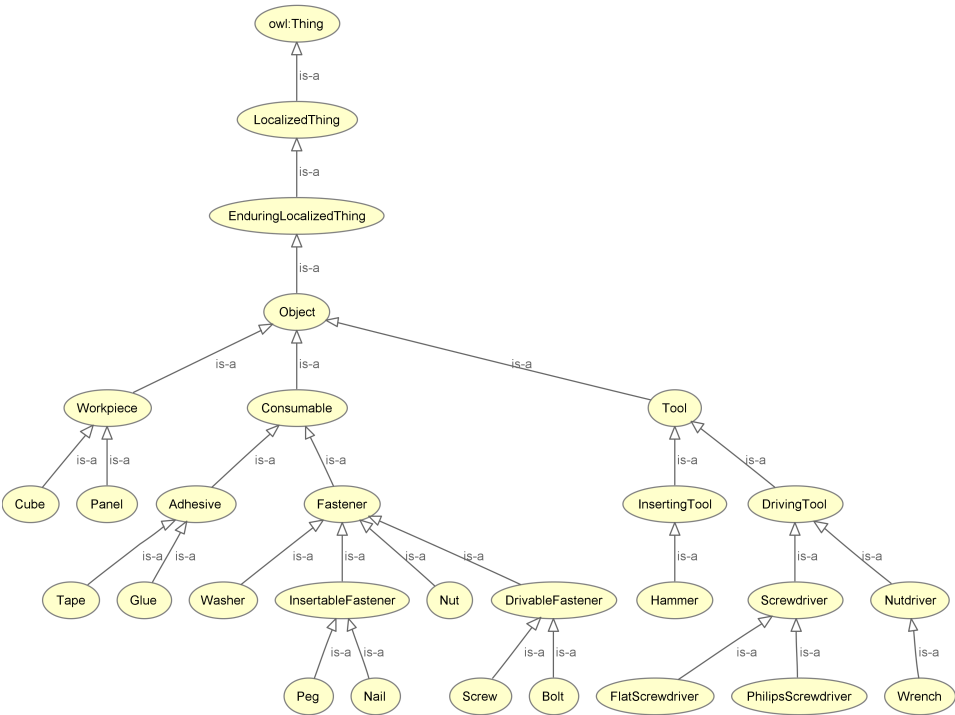 owl:Thing
is-a
LocalizedThing
is-a
EnduringLocalizedThing
is-a
Object
is-a is-a is-a
Workpiece Consumable Tool
is-a is-a is-a is-a is-a is-a
Cube Panel Adhesive Fastener InsertingTool DrivingTool
is-a is-a is-a is-a is-a is-a is-a is-a is-a
Tape Glue Washer InsertableFastener Nut DrivableFastener Hammer Screwdriver Nutdriver
is-a is-a is-a is-a is-a is-a is-a
Peg Nail Screw Bolt FlatScrewdriver PhilipsScrewdriver Wrench